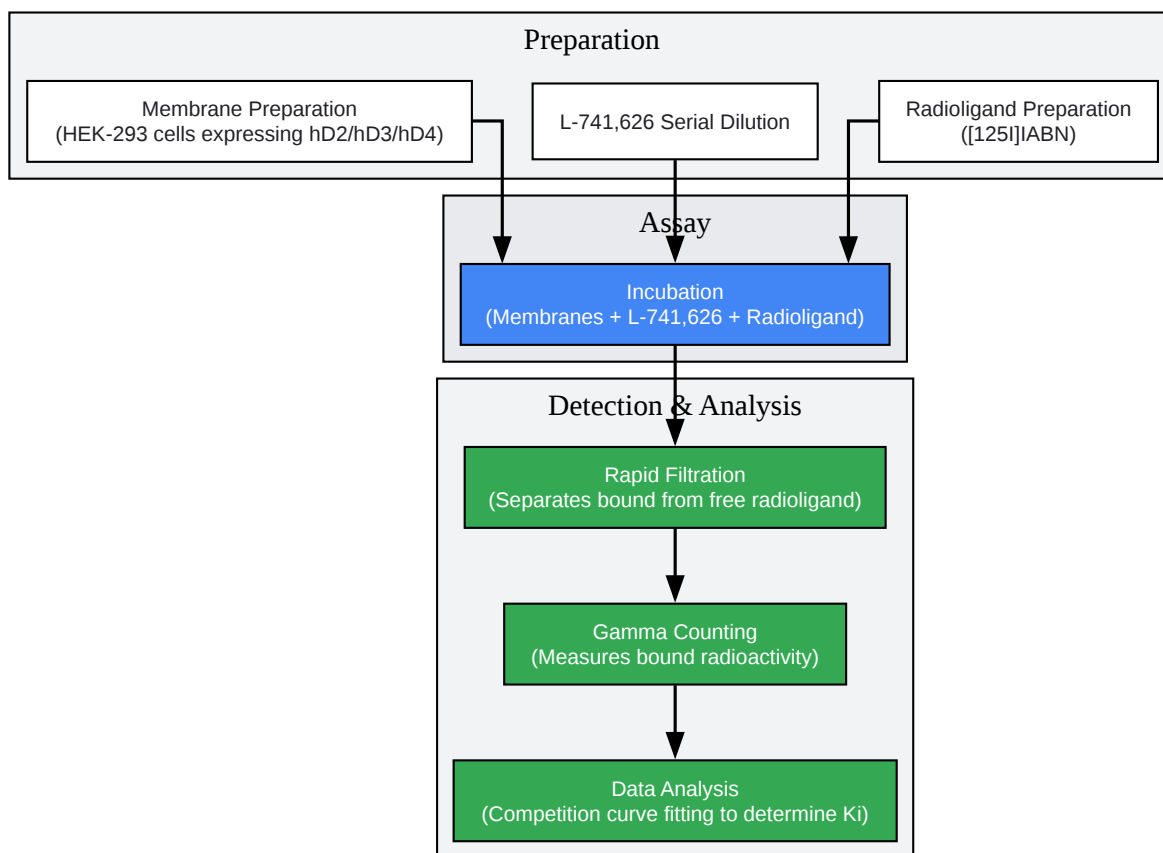 Preparation
Membrane Preparation
(HEK-293 cells expressing hD2/hD3/hD4)
L-741,626 Serial Dilution
Radioligand Preparation
([125I]IABN)
Assay
Incubation
(Membranes + L-741,626 + Radioligand)
Detection & Analysis
Rapid Filtration
(Separates bound from free radioligand)
Gamma Counting
(Measures bound radioactivity)
Data Analysis
(Competition curve fitting to determine Ki)